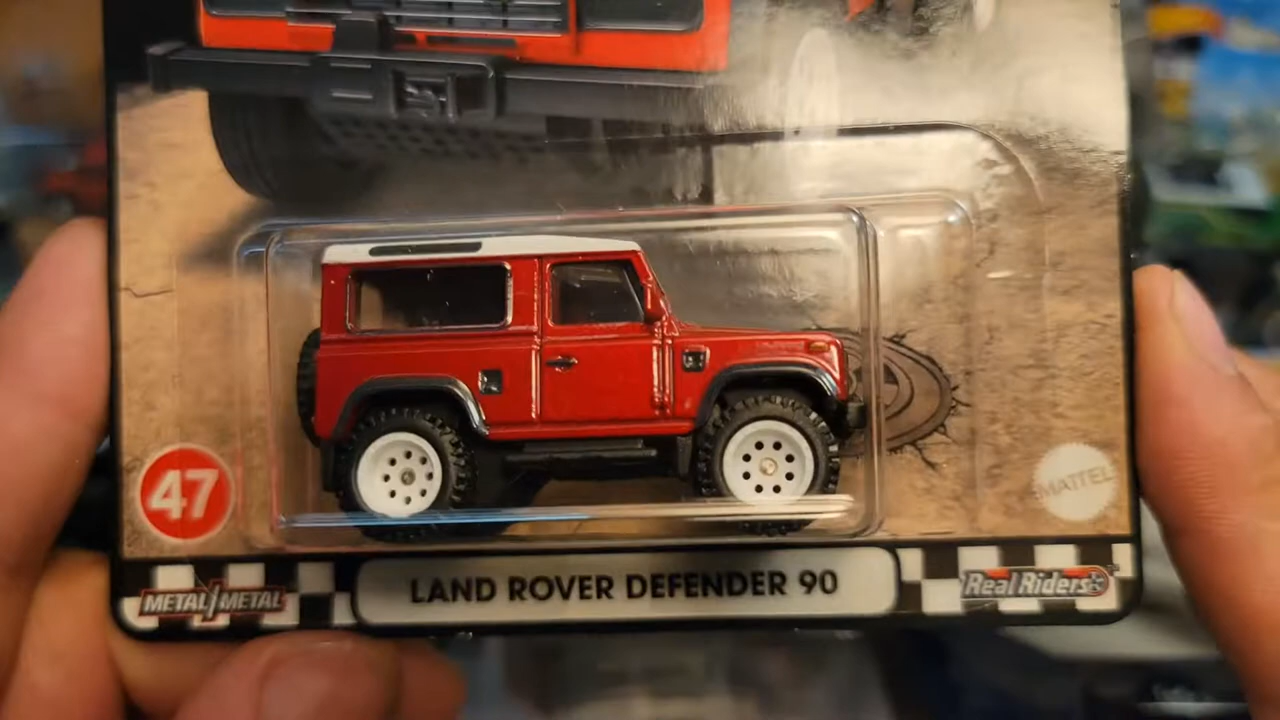 47
MATTEL
METAL/METAL
LAND ROVER DEFENDER 90
Real Riders